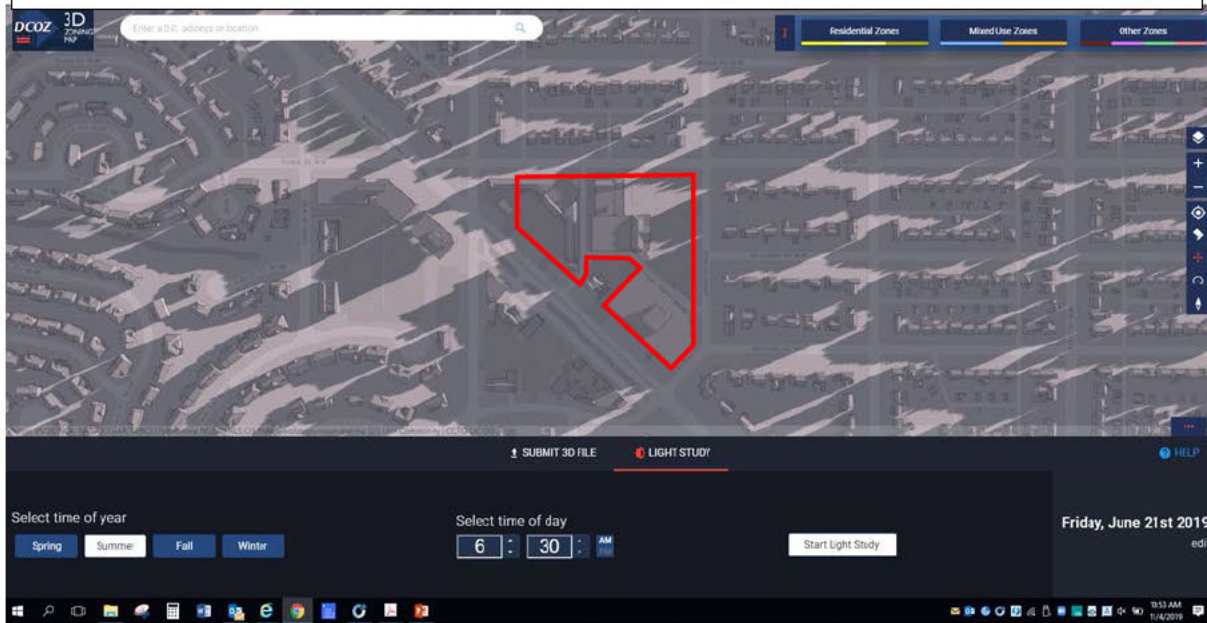 DCOZ
3D
ZONING
MAP
Enter a D.C. address or location
Residential Zones
Mixed Use Zones
Other Zones
SUBMIT 3D FILE
LIGHT STUDY
HELP
Select time of year
Spring
Summer
Fall
Winter
Select time of day
6 : 30 : AM
PM
Start Light Study
Friday, June 21st 2019
edit
11:53 AM
11/4/2019